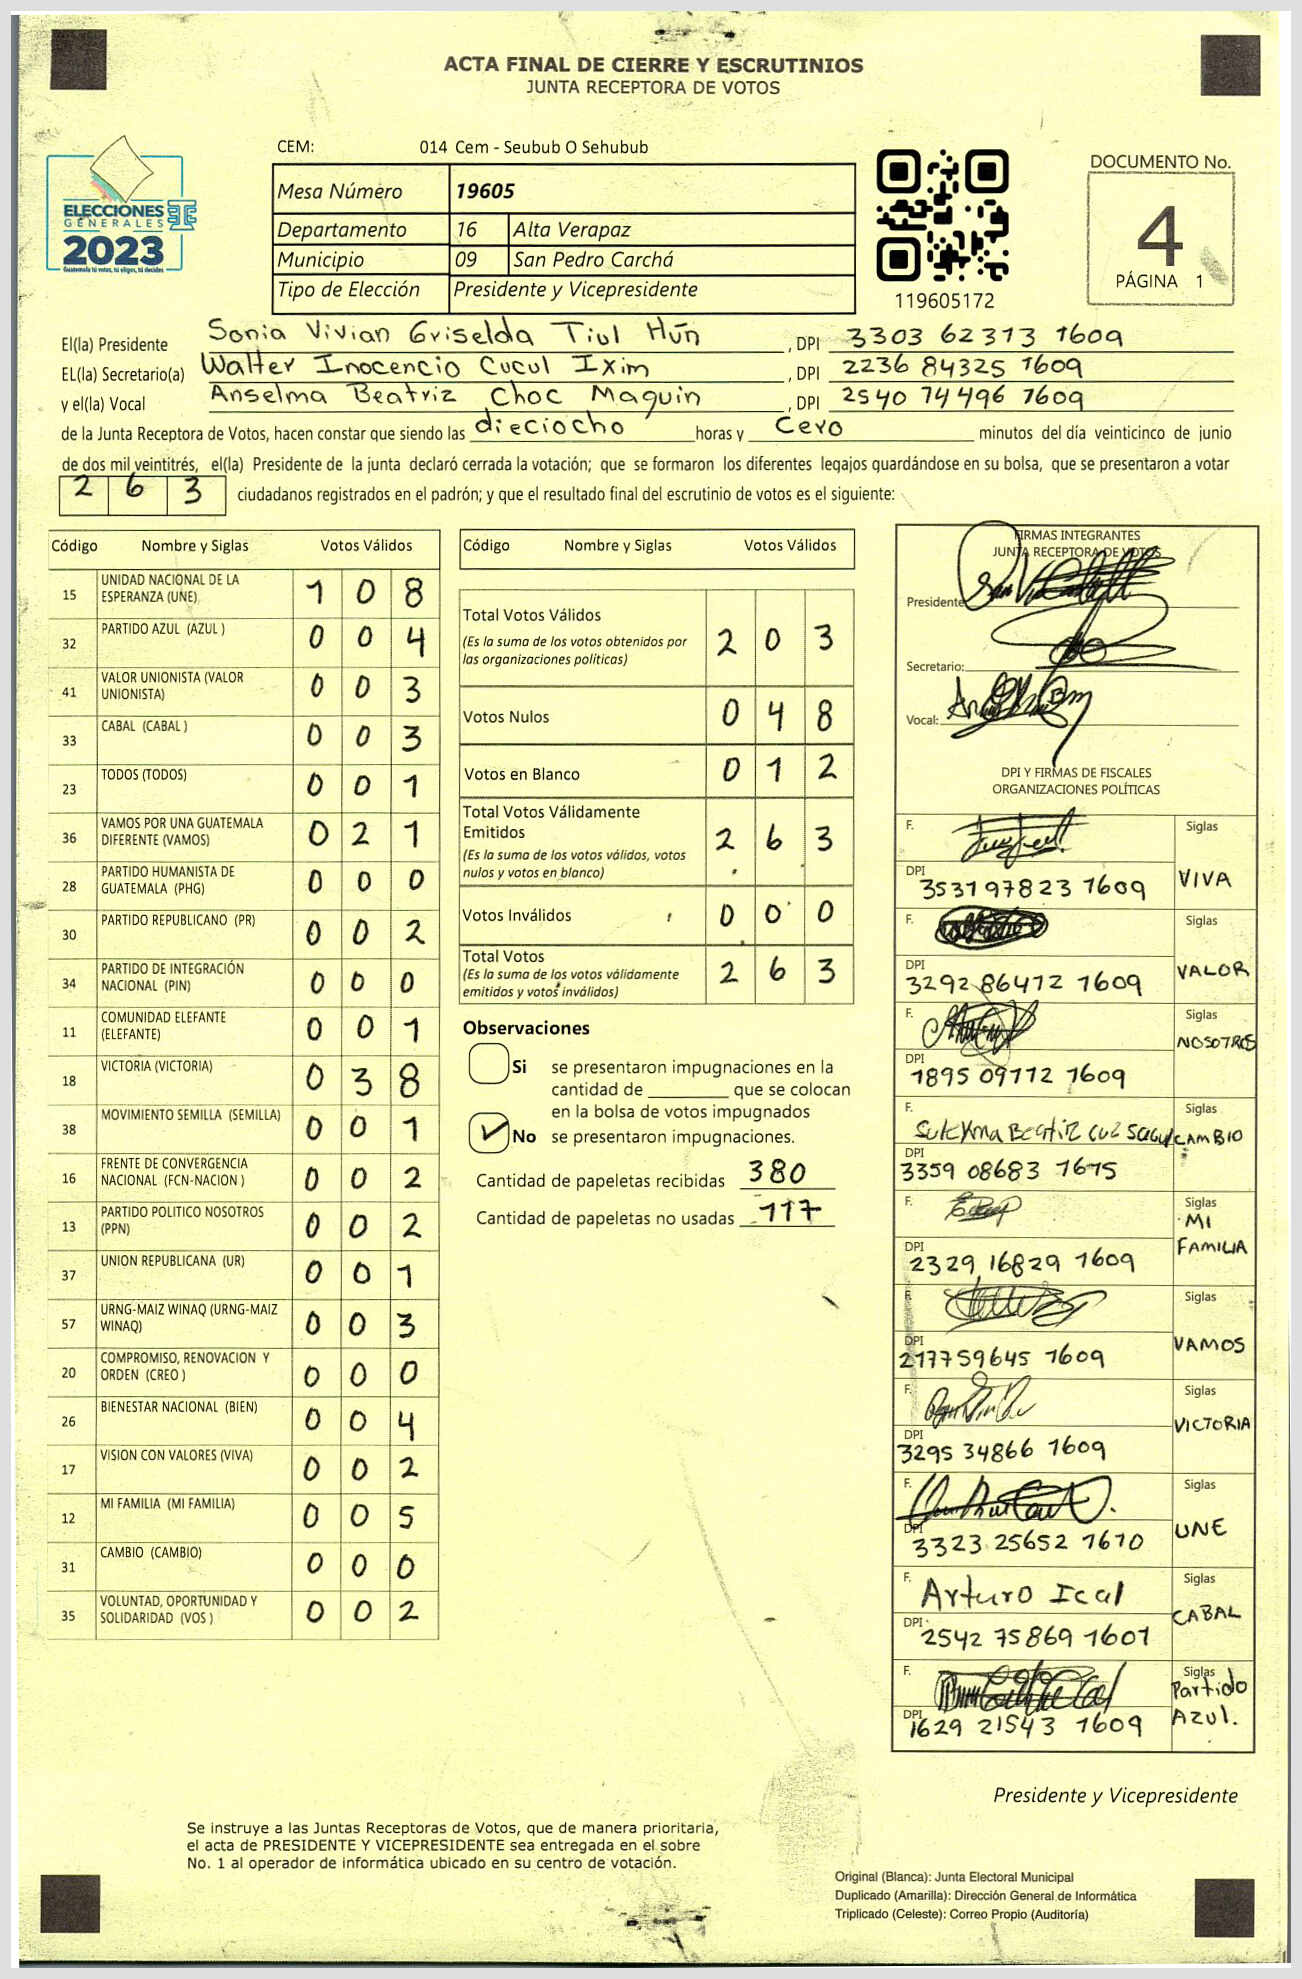 ACTA FINAL DE CIERRE Y ESCRUTINIOS
JUNTA RECEPTORA DE VOTOS
CEM: 014 Cem - Seubub O Sehubub
ELECCIONES
GENERALES
2023
Guatemala tú votas, tú eliges, tú decides
Mesa Número 19605
Departamento 16 Alta Verapaz
Municipio 09 San Pedro Carchá
Tipo de Elección Presidente y Vicepresidente
119605172
DOCUMENTO No.
4
PÁGINA 1
El(la) Presidente Sonia Vivian Griselda Tiul Hún , DPI 3303 62313 1609
EL(la) Secretario(a) Walter Inocencio Cucul Ixim , DPI 2236 84325 1609
y el(la) Vocal Anselma Beatriz Choc Maquin , DPI 2540 74496 1609
de la Junta Receptora de Votos, hacen constar que siendo las dieciocho horas y Cero minutos del día veinticinco de junio
de dos mil veintitrés, el(la) Presidente de la junta declaró cerrada la votación; que se formaron los diferentes legajos guardándose en su bolsa, que se presentaron a votar
2 6 3 ciudadanos registrados en el padrón; y que el resultado final del escrutinio de votos es el siguiente:
Código Nombre y Siglas Votos Válidos
15 UNIDAD NACIONAL DE LA ESPERANZA (UNE) 1 0 8
32 PARTIDO AZUL (AZUL ) 0 0 4
41 VALOR UNIONISTA (VALOR UNIONISTA) 0 0 3
33 CABAL (CABAL ) 0 0 3
23 TODOS (TODOS) 0 0 1
36 VAMOS POR UNA GUATEMALA DIFERENTE (VAMOS) 0 2 1
28 PARTIDO HUMANISTA DE GUATEMALA (PHG) 0 0 0
30 PARTIDO REPUBLICANO (PR) 0 0 2
34 PARTIDO DE INTEGRACIÓN NACIONAL (PIN) 0 0 0
11 COMUNIDAD ELEFANTE (ELEFANTE) 0 0 1
18 VICTORIA (VICTORIA) 0 3 8
38 MOVIMIENTO SEMILLA (SEMILLA) 0 0 1
16 FRENTE DE CONVERGENCIA NACIONAL (FCN-NACION ) 0 0 2
13 PARTIDO POLITICO NOSOTROS (PPN) 0 0 2
37 UNION REPUBLICANA (UR) 0 0 1
57 URNG-MAIZ WINAQ (URNG-MAIZ WINAQ) 0 0 3
20 COMPROMISO, RENOVACION Y ORDEN (CREO ) 0 0 0
26 BIENESTAR NACIONAL (BIEN) 0 0 4
17 VISION CON VALORES (VIVA) 0 0 2
12 MI FAMILIA (MI FAMILIA) 0 0 5
31 CAMBIO (CAMBIO) 0 0 0
35 VOLUNTAD, OPORTUNIDAD Y SOLIDARIDAD (VOS ) 0 0 2
Código Nombre y Siglas Votos Válidos
Total Votos Válidos 2 0 3
(Es la suma de los votos obtenidos por
las organizaciones políticas)
Votos Nulos 0 4 8
Votos en Blanco 0 1 2
Total Votos Válidamente
Emitidos 2 6 3
(Es la suma de los votos válidos, votos
nulos y votos en blanco)
Votos Inválidos 0 0 0
Total Votos 2 6 3
(Es la suma de los votos válidamente
emitidos y votos inválidos)
Observaciones
Si se presentaron impugnaciones en la
cantidad de ________ que se colocan
en la bolsa de votos impugnados
No se presentaron impugnaciones.
Cantidad de papeletas recibidas 380
Cantidad de papeletas no usadas 117
FIRMAS INTEGRANTES
JUNTA RECEPTORA DE VOTOS
Presidente:
Secretario:
Vocal:
DPI Y FIRMAS DE FISCALES
ORGANIZACIONES POLÍTICAS
F. Siglas
DPI 3531 97823 1609 VIVA
F. Siglas
DPI 3292 86472 1609 VALOR
F. Siglas
DPI 1895 09772 1609 NOSOTROS
F. Siglas
DPI 3359 08683 1615 CAMBIO
F. Siglas
DPI 2329 16829 1609 MI FAMILIA
F. Siglas
DPI 2177 59645 1609 VAMOS
F. Siglas
DPI 3295 34866 1609 VICTORIA
F. Siglas
DPI 3323 25652 1610 UNE
F. Arturo Ical Siglas
DPI 2542 75869 1601 CABAL
F. Siglas
DPI 1629 21543 1609 Partido Azul.
Presidente y Vicepresidente
Se instruye a las Juntas Receptoras de Votos, que de manera prioritaria,
el acta de PRESIDENTE Y VICEPRESIDENTE sea entregada en el sobre
No. 1 al operador de informática ubicado en su centro de votación.
Original (Blanca): Junta Electoral Municipal
Duplicado (Amarilla): Dirección General de Informática
Triplicado (Celeste): Correo Propio (Auditoría)